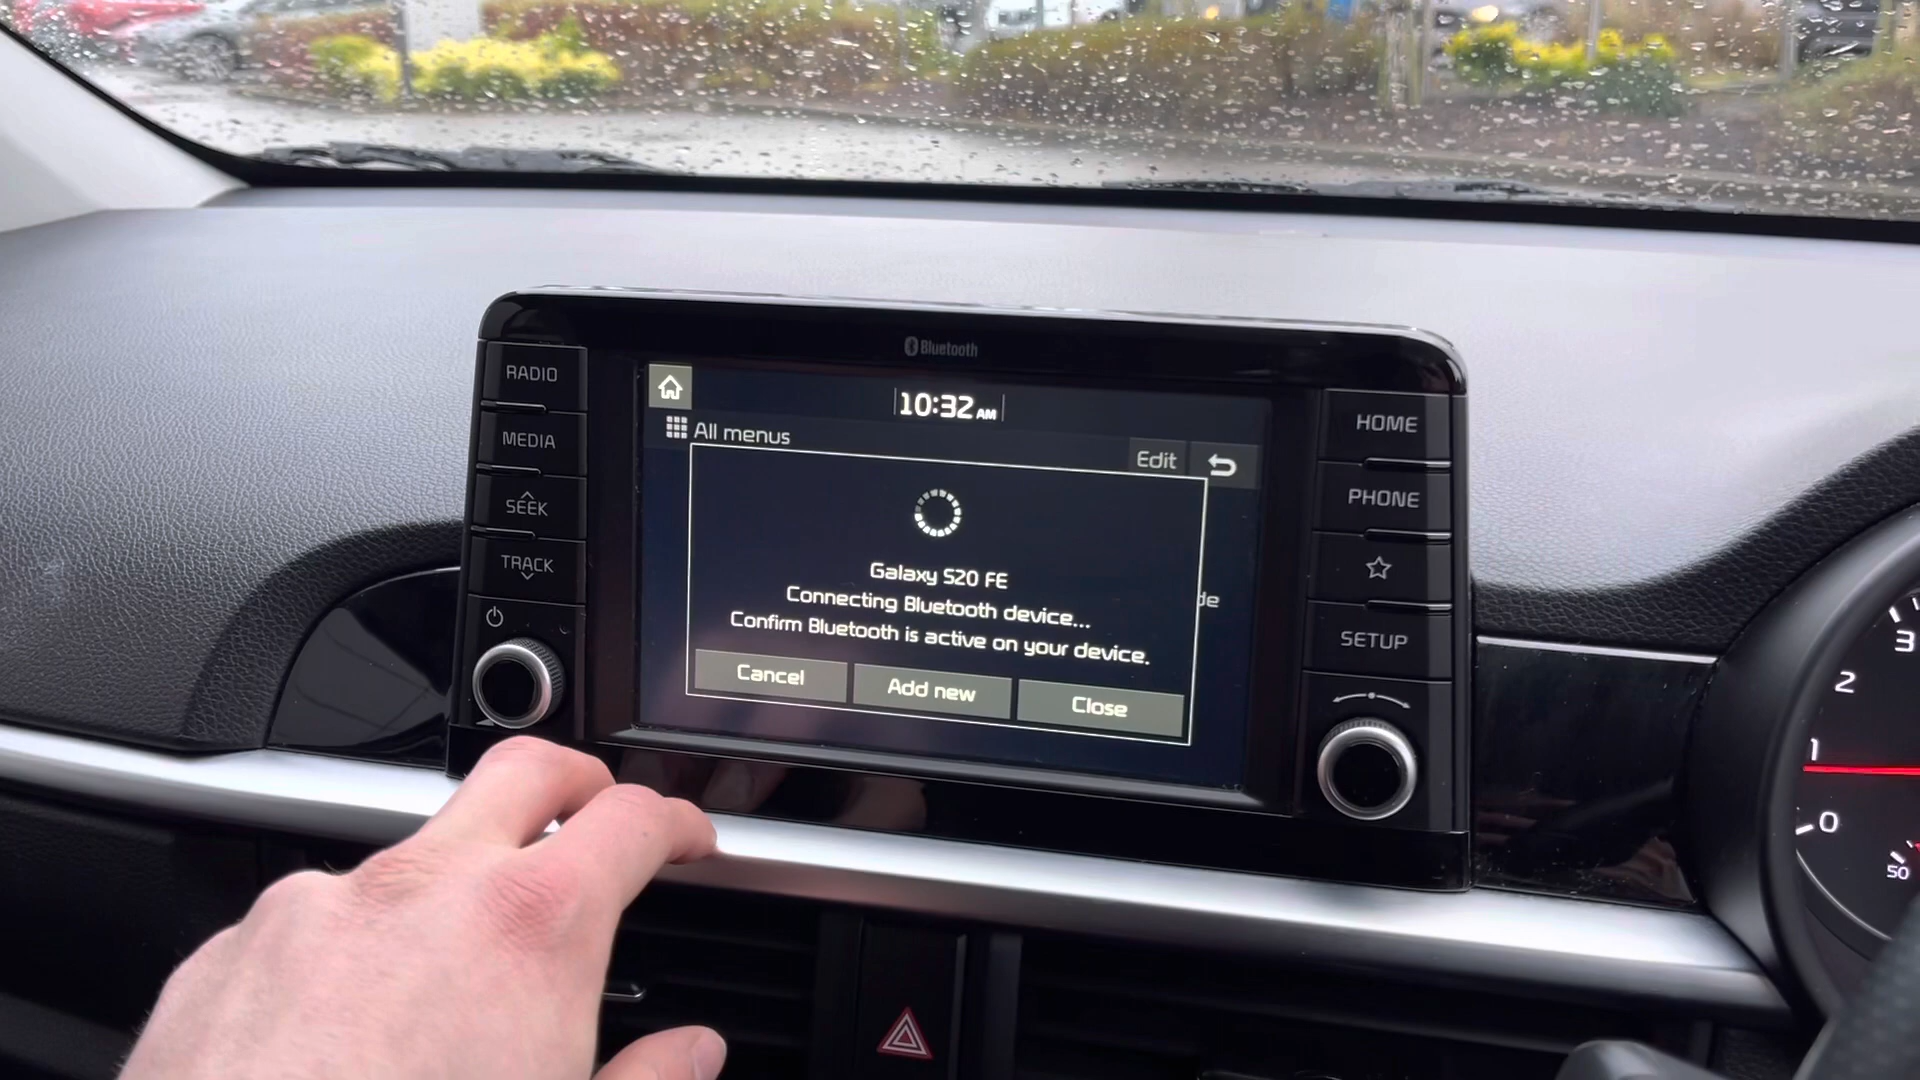 Bluetooth
RADIO
MEDIA
SEEK
TRACK
10:32 AM
All menus
Edit
Galaxy S20 FE
Connecting Bluetooth device...
Confirm Bluetooth is active on your device.
de
Cancel
Add new
Close
HOME
PHONE
SETUP
3
2
1
0
50